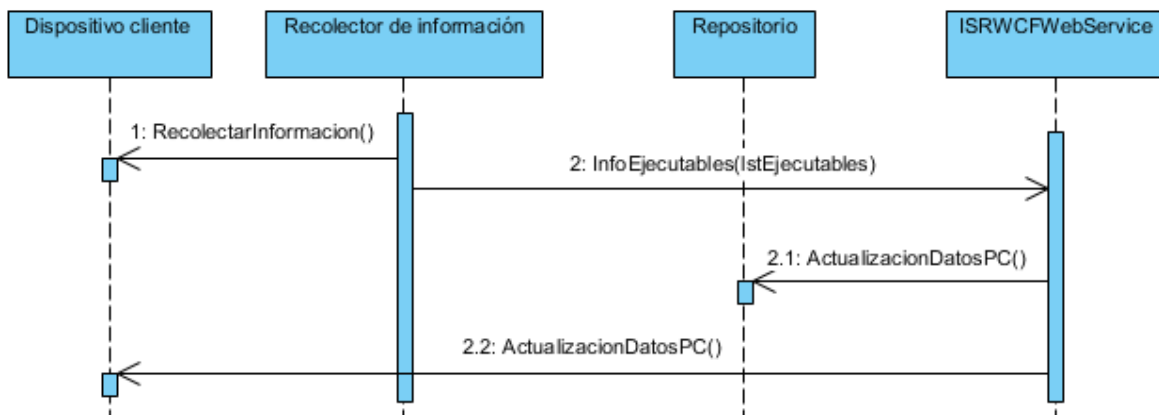 Dispositivo cliente
Recolector de información
Repositorio
ISRWCFWebService
1: RecolectarInformacion()
2: InfoEjecutables(lstEjecutables)
2.1: ActualizacionDatosPC()
2.2: ActualizacionDatosPC()